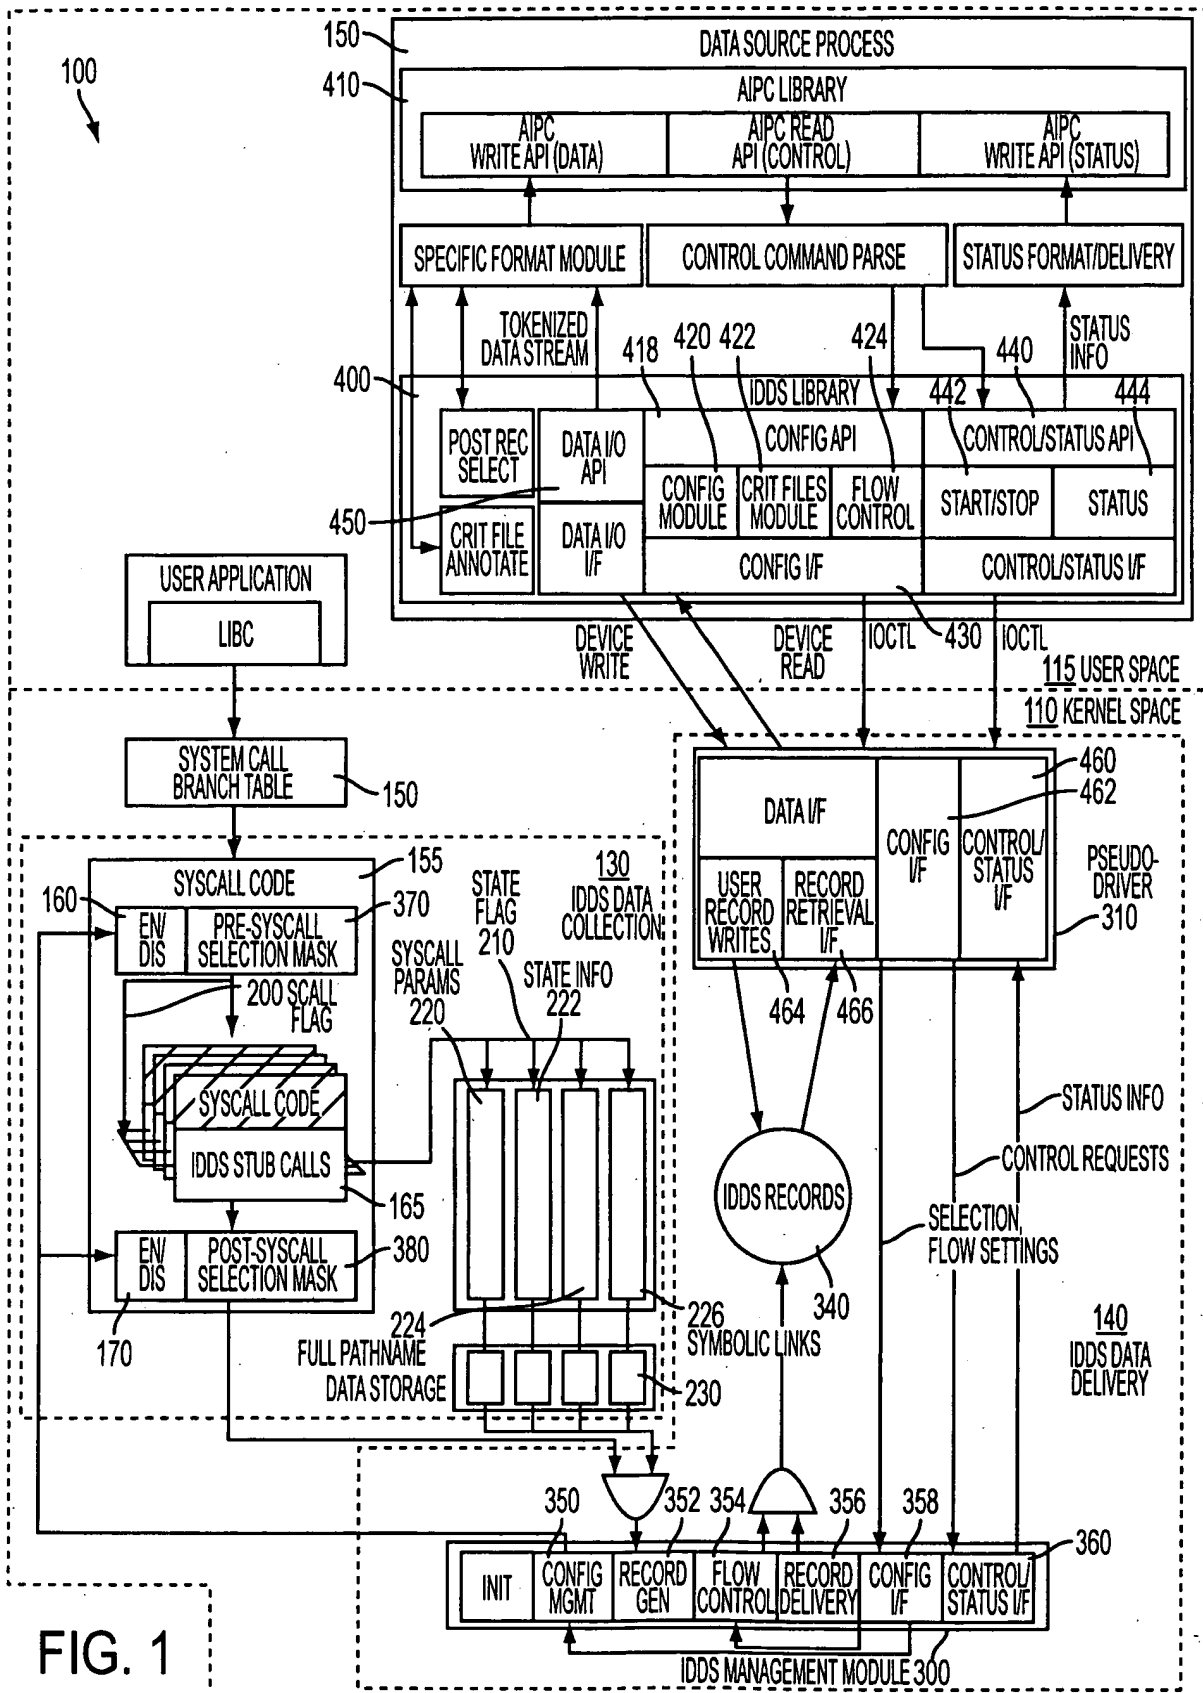 100
150
DATA SOURCE PROCESS
410
AIPC LIBRARY
AIPC
WRITE API (DATA)
AIPC READ
API (CONTROL)
AIPC
WRITE API (STATUS)
SPECIFIC FORMAT MODULE
CONTROL COMMAND PARSE
STATUS FORMAT/DELIVERY
TOKENIZED
DATA STREAM
STATUS
INFO
418
420
422
424
440
400
IDDS LIBRARY
442
444
POST REC
SELECT
DATA I/O
API
CONFIG API
CONTROL/STATUS API
CONFIG
MODULE
CRIT FILES
MODULE
FLOW
CONTROL
START/STOP
STATUS
450
CRIT FILE
ANNOTATE
DATA I/O
I/F
CONFIG I/F
CONTROL/STATUS I/F
USER APPLICATION
LIBC
DEVICE
WRITE
DEVICE
READ
IOCTL
430
IOCTL
115 USER SPACE
110 KERNEL SPACE
SYSTEM CALL
BRANCH TABLE
150
460
462
DATA I/F
CONFIG
I/F
CONTROL/
STATUS
I/F
PSEUDO-
DRIVER
310
USER
RECORD
WRITES
RECORD
RETRIEVAL
I/F
464
466
155
SYSCALL CODE
160
EN/
DIS
PRE-SYSCALL
SELECTION MASK
370
200 SCALL
FLAG
130
IDDS DATA
COLLECTION
STATE
FLAG
210
SYSCALL
PARAMS
220
STATE INFO
222
SYSCALL CODE
IDDS STUB CALLS
165
EN/
DIS
POST-SYSCALL
SELECTION MASK
380
170
224
FULL PATHNAME
DATA STORAGE
226
SYMBOLIC LINKS
230
IDDS RECORDS
340
STATUS INFO
CONTROL REQUESTS
SELECTION,
FLOW SETTINGS
140
IDDS DATA
DELIVERY
350
352
354
356
358
360
INIT
CONFIG
MGMT
RECORD
GEN
FLOW
CONTROL
RECORD
DELIVERY
CONFIG
I/F
CONTROL/
STATUS I/F
IDDS MANAGEMENT MODULE 300
FIG. 1